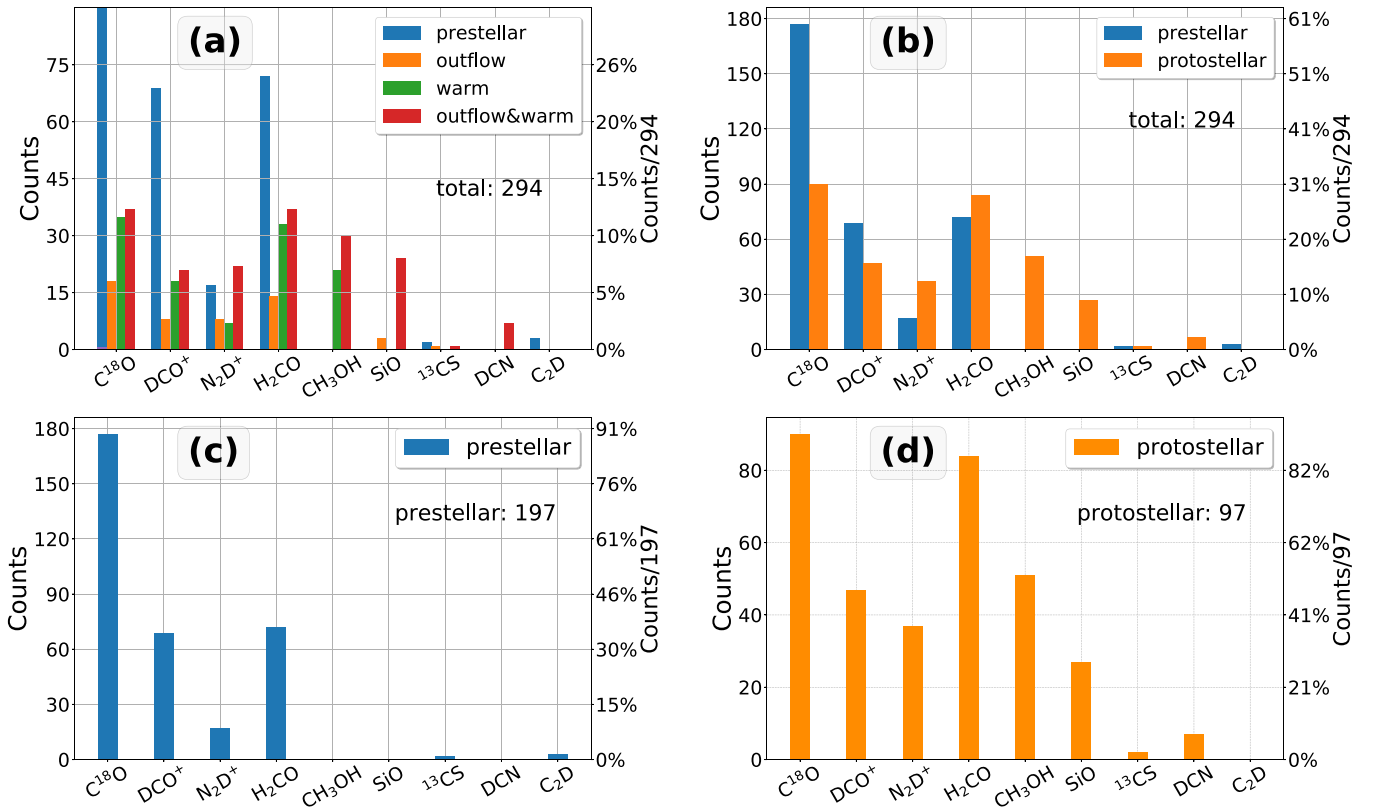 (a)
prestellar
outflow
warm
outflow&warm
total: 294
Counts
Counts/294
75
60
45
30
15
0
26%
20%
15%
10%
5%
0%
C¹⁸O DCO⁺ N₂D⁺ H₂CO CH₃OH SiO ¹³CS DCN C₂D
(b)
prestellar
protostellar
total: 294
Counts
Counts/294
180
150
120
90
60
30
0
61%
51%
41%
31%
20%
10%
0%
C¹⁸O DCO⁺ N₂D⁺ H₂CO CH₃OH SiO ¹³CS DCN C₂D
(c)
prestellar
prestellar: 197
Counts
Counts/197
180
150
120
90
60
30
0
91%
76%
61%
46%
30%
15%
0%
C¹⁸O DCO⁺ N₂D⁺ H₂CO CH₃OH SiO ¹³CS DCN C₂D
(d)
protostellar
protostellar: 97
Counts
Counts/97
80
60
40
20
0
82%
62%
41%
21%
0%
C¹⁸O DCO⁺ N₂D⁺ H₂CO CH₃OH SiO ¹³CS DCN C₂D